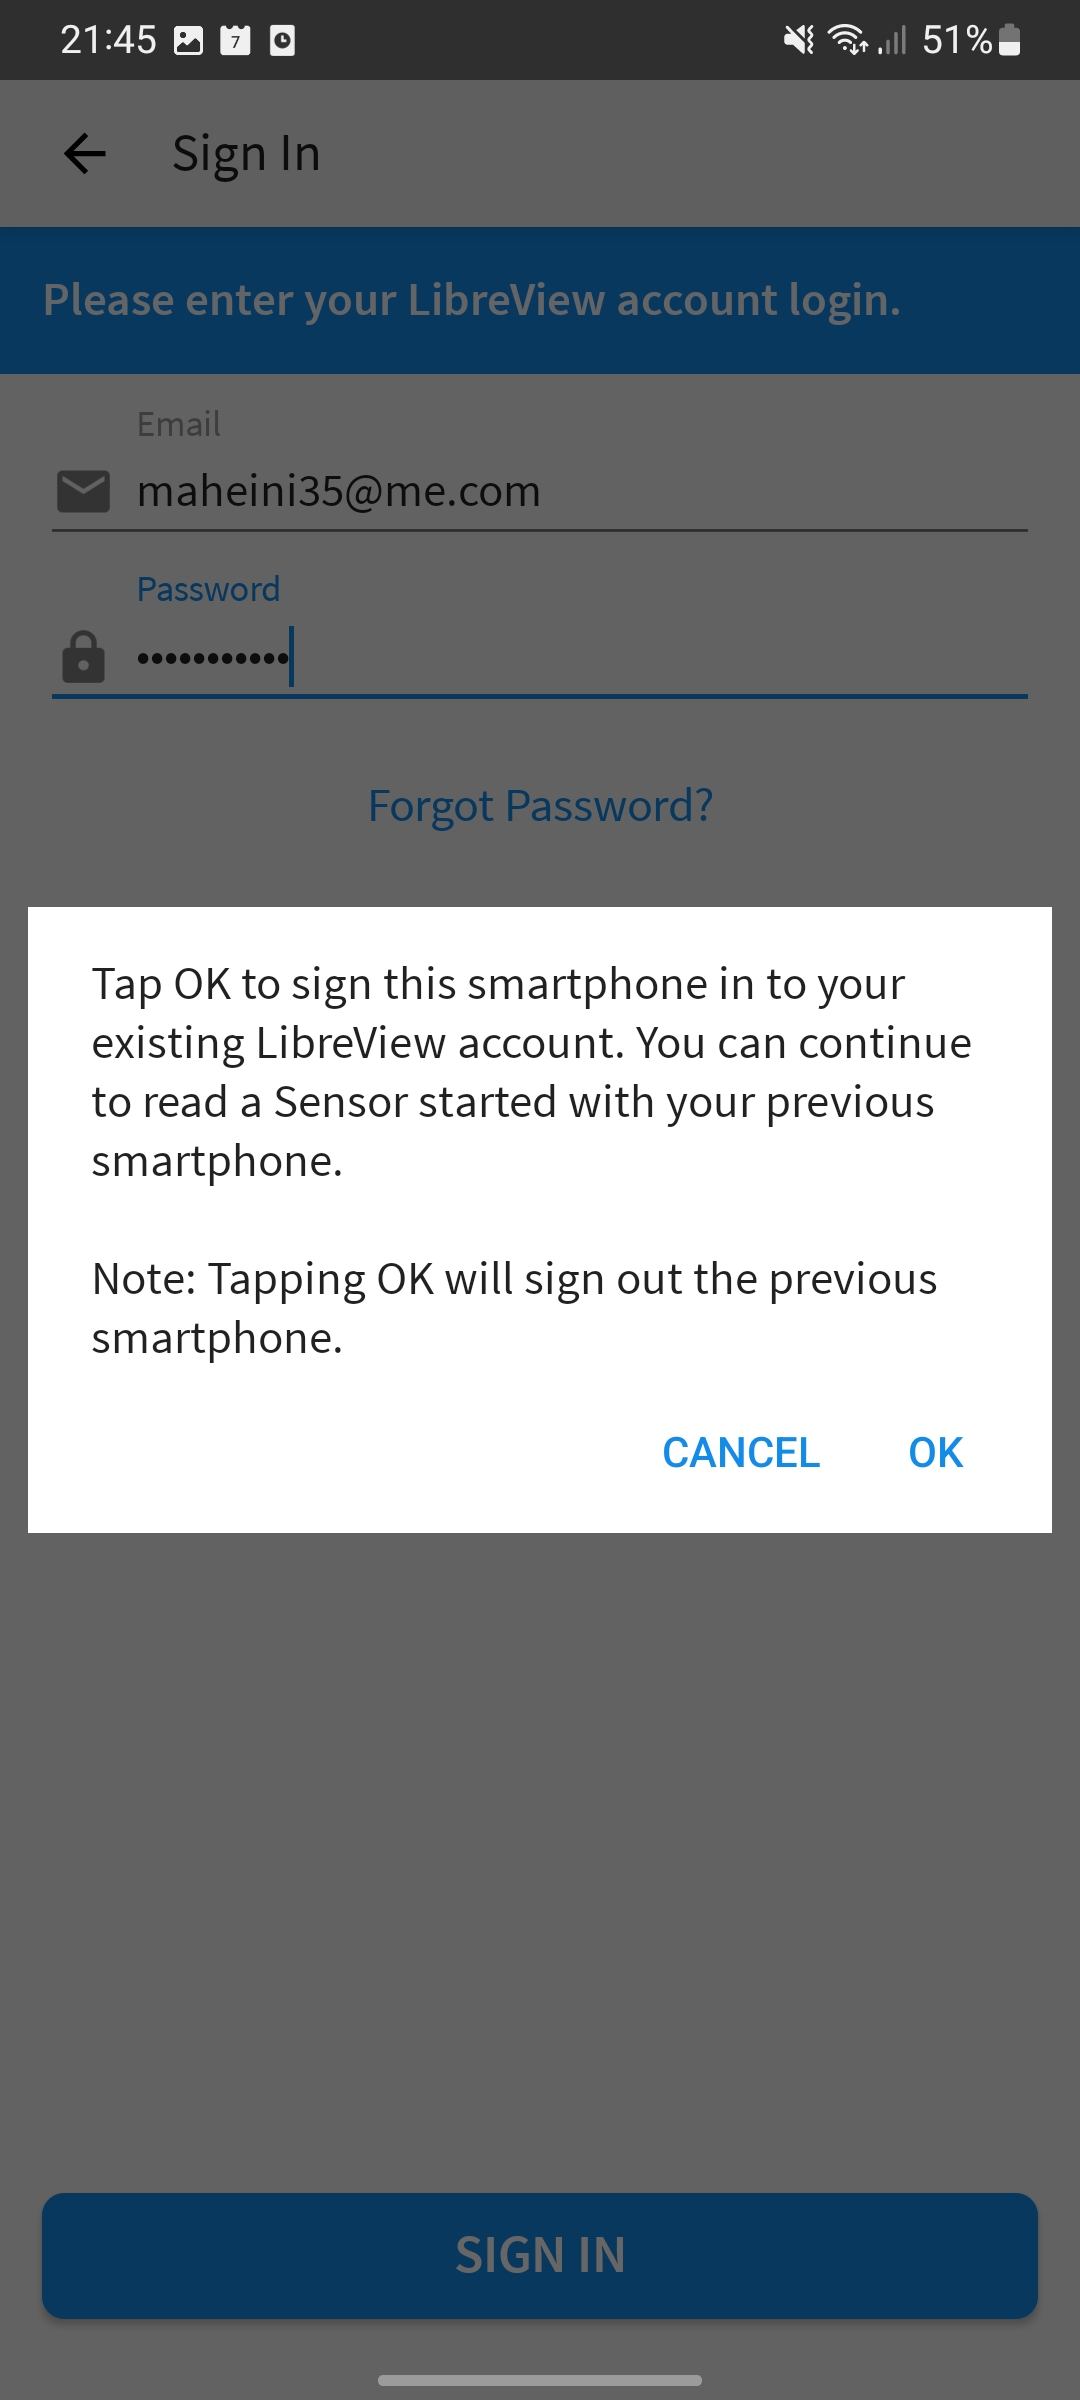 21:45 7 51%
Sign In
Please enter your LibreView account login.
Email
maheini35@me.com
Password
•••••••••••
Forgot Password?
Tap OK to sign this smartphone in to your
existing LibreView account. You can continue
to read a Sensor started with your previous
smartphone.
Note: Tapping OK will sign out the previous
smartphone.
CANCEL OK
SIGN IN